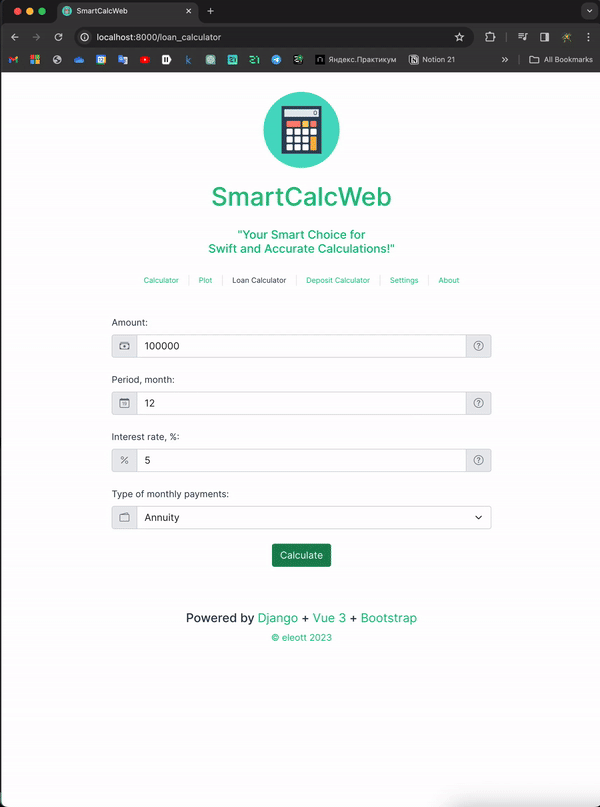 SmartCalcWeb
localhost:8000/loan_calculator
Яндекс.Практикум
Notion 21
All Bookmarks
0
SmartCalcWeb
"Your Smart Choice for
Swift and Accurate Calculations!"
Calculator Plot Loan Calculator Deposit Calculator Settings About
Amount:
100000
Period, month:
12
Interest rate, %:
5
Type of monthly payments:
Annuity
Calculate
Powered by Django + Vue 3 + Bootstrap
© eleott 2023